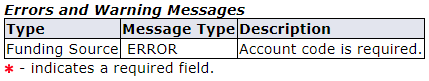 Errors and Warning Messages
Type Message Type Description
Funding Source ERROR Account code is required.
* - indicates a required field.